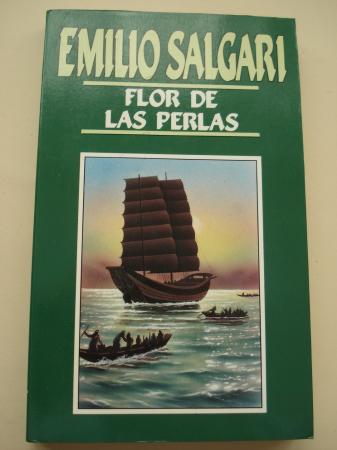 EMILIO SALGARI
FLOR DE
LAS PERLAS